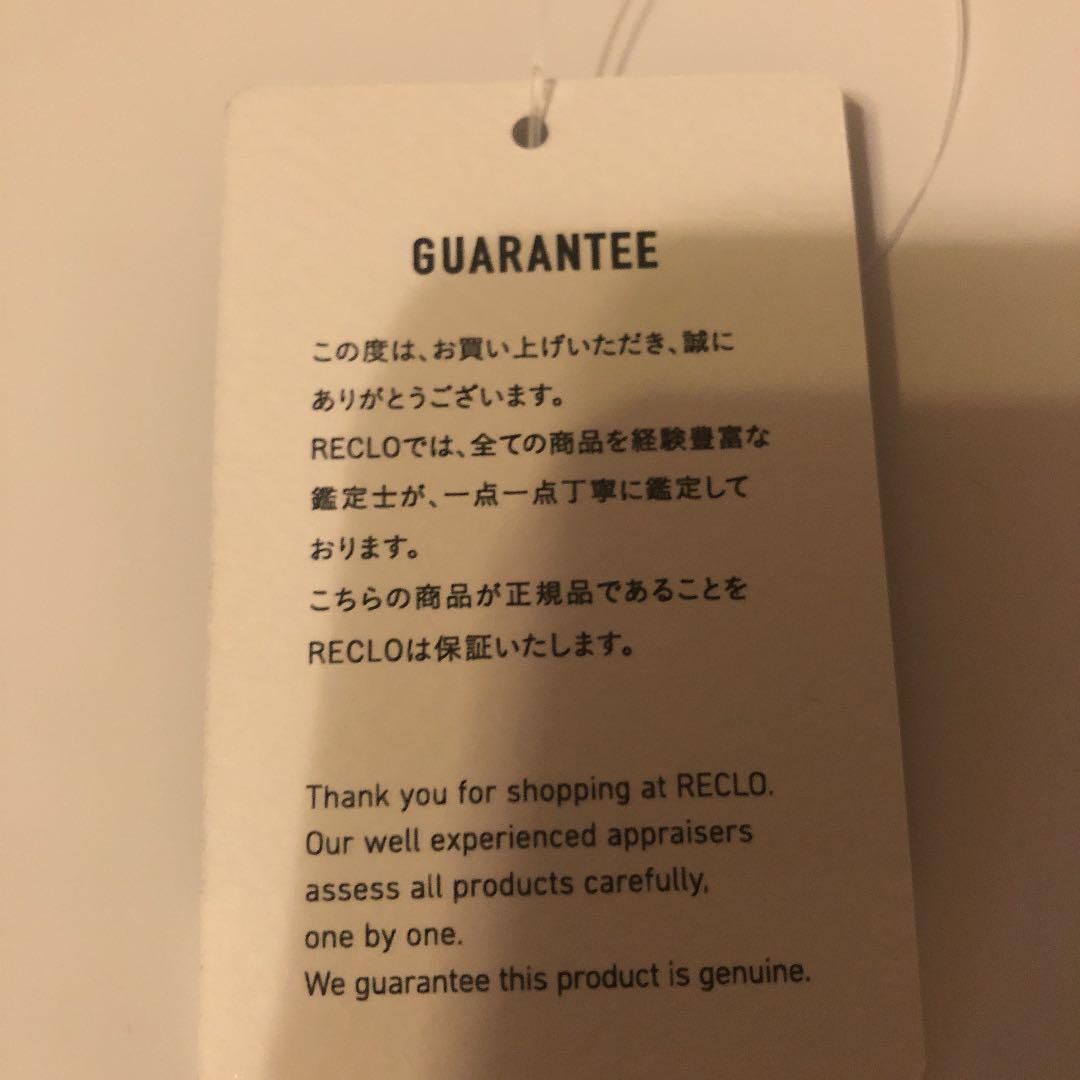 GUARANTEE
この度は、お買い上げいただき、誠に
ありがとうございます。
RECLOでは、全ての商品を経験豊富な
鑑定士が、一点一点丁寧に鑑定して
おります。
こちらの商品が正規品であることを
RECLOは保証いたします。
Thank you for shopping at RECLO.
Our well experienced appraisers
assess all products carefully,
one by one.
We guarantee this product is genuine.